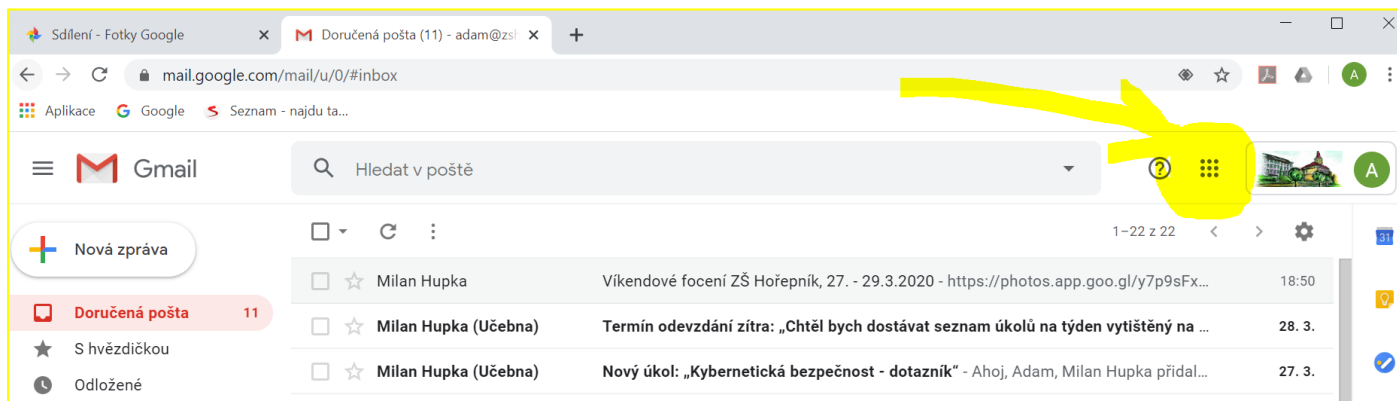 Sdílení - Fotky Google
Doručená pošta (11) - adam@zsh
mail.google.com/mail/u/0/#inbox
A
Aplikace Google Seznam - najdu ta...
Gmail
Hledat v poště
A
Nová zpráva
1–22 z 22
31
Milan Hupka Víkendové focení ZŠ Hořepník, 27. - 29.3.2020 - https://photos.app.goo.gl/y7p9sFx... 18:50
Doručená pošta 11
Milan Hupka (Učebna) Termín odevzdání zítra: „Chtěl bych dostávat seznam úkolů na týden vytištěný na ... 28. 3.
S hvězdičkou
Milan Hupka (Učebna) Nový úkol: „Kybernetická bezpečnost - dotazník“ - Ahoj, Adam, Milan Hupka přidal... 27. 3.
Odložené